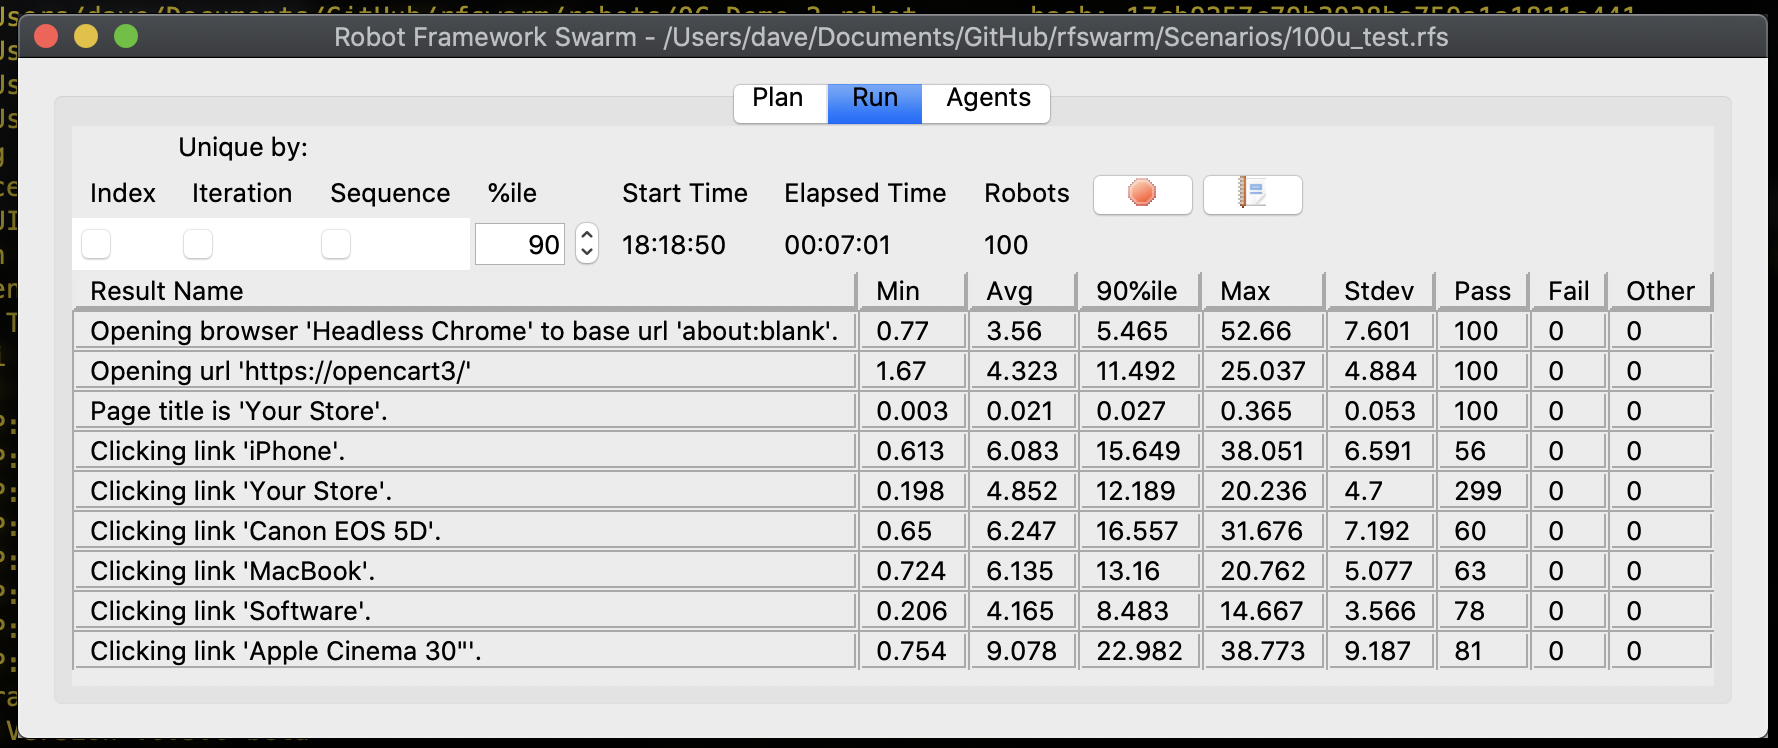 Robot Framework Swarm - /Users/dave/Documents/GitHub/rfswarm/Scenarios/100u_test.rfs
Plan Run Agents
Unique by:
Index Iteration Sequence %ile Start Time Elapsed Time Robots
90 18:18:50 00:07:01 100
Result Name Min Avg 90%ile Max Stdev Pass Fail Other
Opening browser 'Headless Chrome' to base url 'about:blank'. 0.77 3.56 5.465 52.66 7.601 100 0 0
Opening url 'https://opencart3/' 1.67 4.323 11.492 25.037 4.884 100 0 0
Page title is 'Your Store'. 0.003 0.021 0.027 0.365 0.053 100 0 0
Clicking link 'iPhone'. 0.613 6.083 15.649 38.051 6.591 56 0 0
Clicking link 'Your Store'. 0.198 4.852 12.189 20.236 4.7 299 0 0
Clicking link 'Canon EOS 5D'. 0.65 6.247 16.557 31.676 7.192 60 0 0
Clicking link 'MacBook'. 0.724 6.135 13.16 20.762 5.077 63 0 0
Clicking link 'Software'. 0.206 4.165 8.483 14.667 3.566 78 0 0
Clicking link 'Apple Cinema 30"'. 0.754 9.078 22.982 38.773 9.187 81 0 0